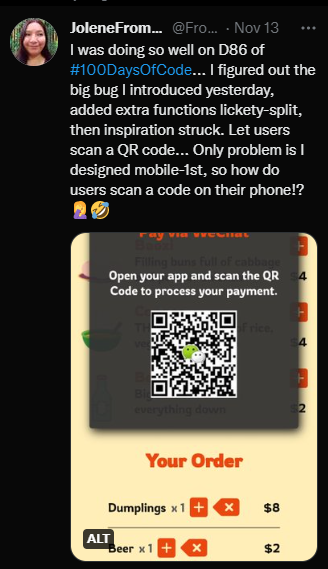 JoleneFrom... @Fro... · Nov 13 ...
I was doing so well on D86 of
#100DaysOfCode... I figured out the
big bug I introduced yesterday,
added extra functions lickety-split,
then inspiration struck. Let users
scan a QR code... Only problem is I
designed mobile-1st, so how do
users scan a code on their phone!?
🤦‍♀️🤣
Pay via WeChat
Filling buns full of cabbage
Open your app and scan the QR
Code to process your payment.
$4
of rice,
$4
everything down
$2
Your Order
Dumplings x 1 + × $8
ALT
Beer x 1 + × $2